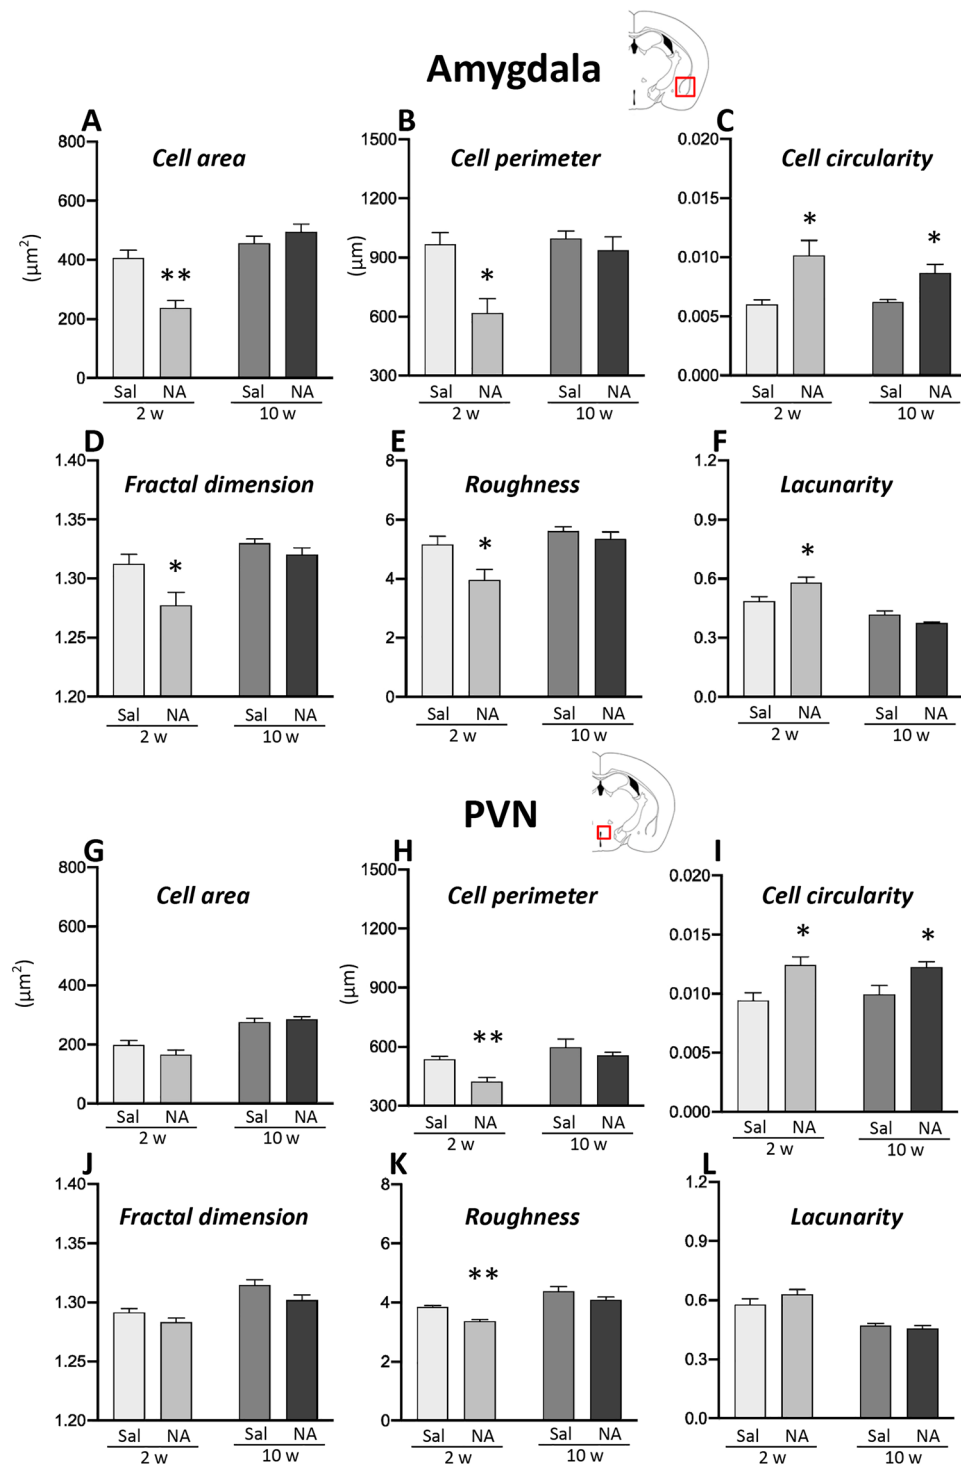 Amygdala
A
B
C
Cell area
Cell perimeter
Cell circularity
(μm²)
800
600
400
200
0
**
Sal NA Sal NA
2 w 10 w
(μm)
1500
1200
900
600
300
*
Sal NA Sal NA
2 w 10 w
0.020
0.015
0.010
0.005
0.000
* *
Sal NA Sal NA
2 w 10 w
D
E
F
Fractal dimension
Roughness
Lacunarity
1.40
1.35
1.30
1.25
1.20
*
Sal NA Sal NA
2 w 10 w
8
6
4
2
0
*
Sal NA Sal NA
2 w 10 w
1.2
0.9
0.6
0.3
0.0
*
Sal NA Sal NA
2 w 10 w
PVN
G
H
I
Cell area
Cell perimeter
Cell circularity
(μm²)
800
600
400
200
0
Sal NA Sal NA
2 w 10 w
(μm)
1500
1200
900
600
300
**
Sal NA Sal NA
2 w 10 w
0.020
0.015
0.010
0.005
0.000
* *
Sal NA Sal NA
2 w 10 w
J
K
L
Fractal dimension
Roughness
Lacunarity
1.40
1.35
1.30
1.25
1.20
Sal NA Sal NA
2 w 10 w
8
6
4
2
0
**
Sal NA Sal NA
2 w 10 w
1.2
0.9
0.6
0.3
0.0
Sal NA Sal NA
2 w 10 w